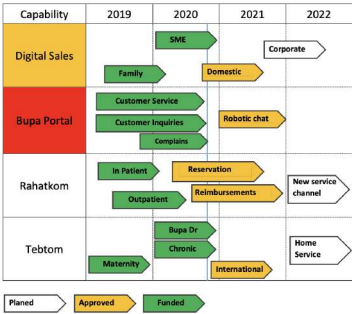 Capability 2019 2020 2021 2022
Digital Sales
SME
Corporate
Family
Domestic
Bupa Portal
Customer Service
Customer Inquiries
Robotic chat
Complains
Rahatkom
In Patient
Reservation
Outpatient
Reimbursements
New service
channel
Tebtom
Bupa Dr
Chronic
Home
Service
Maternity
International
Planed Approved Funded